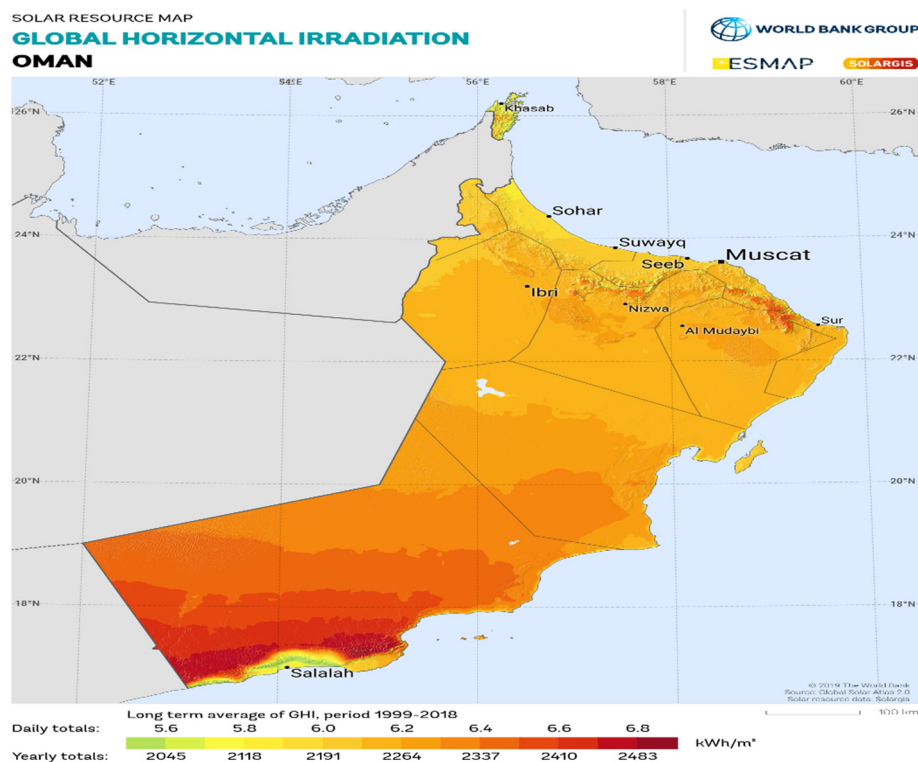 SOLAR RESOURCE MAP
GLOBAL HORIZONTAL IRRADIATION
OMAN
WORLD BANK GROUP
ESMAP
SOLARGIS
52°E 54°E 56°E 58°E 60°E
26°N
Khasab
26°N
Sohar
24°N
Suwayq
24°N
Seeb
Muscat
Ibri
Nizwa
Sur
Al Mudaybi
22°N
22°N
20°N
20°N
18°N
18°N
Salalah
© 2019 The World Bank
Source: Global Solar Atlas 2.0
Solar resource data: Solargis
100 km
Long term average of GHI, period 1999-2018
Daily totals: 5.6 5.8 6.0 6.2 6.4 6.6 6.8
kWh/m²
Yearly totals: 2045 2118 2191 2264 2337 2410 2483